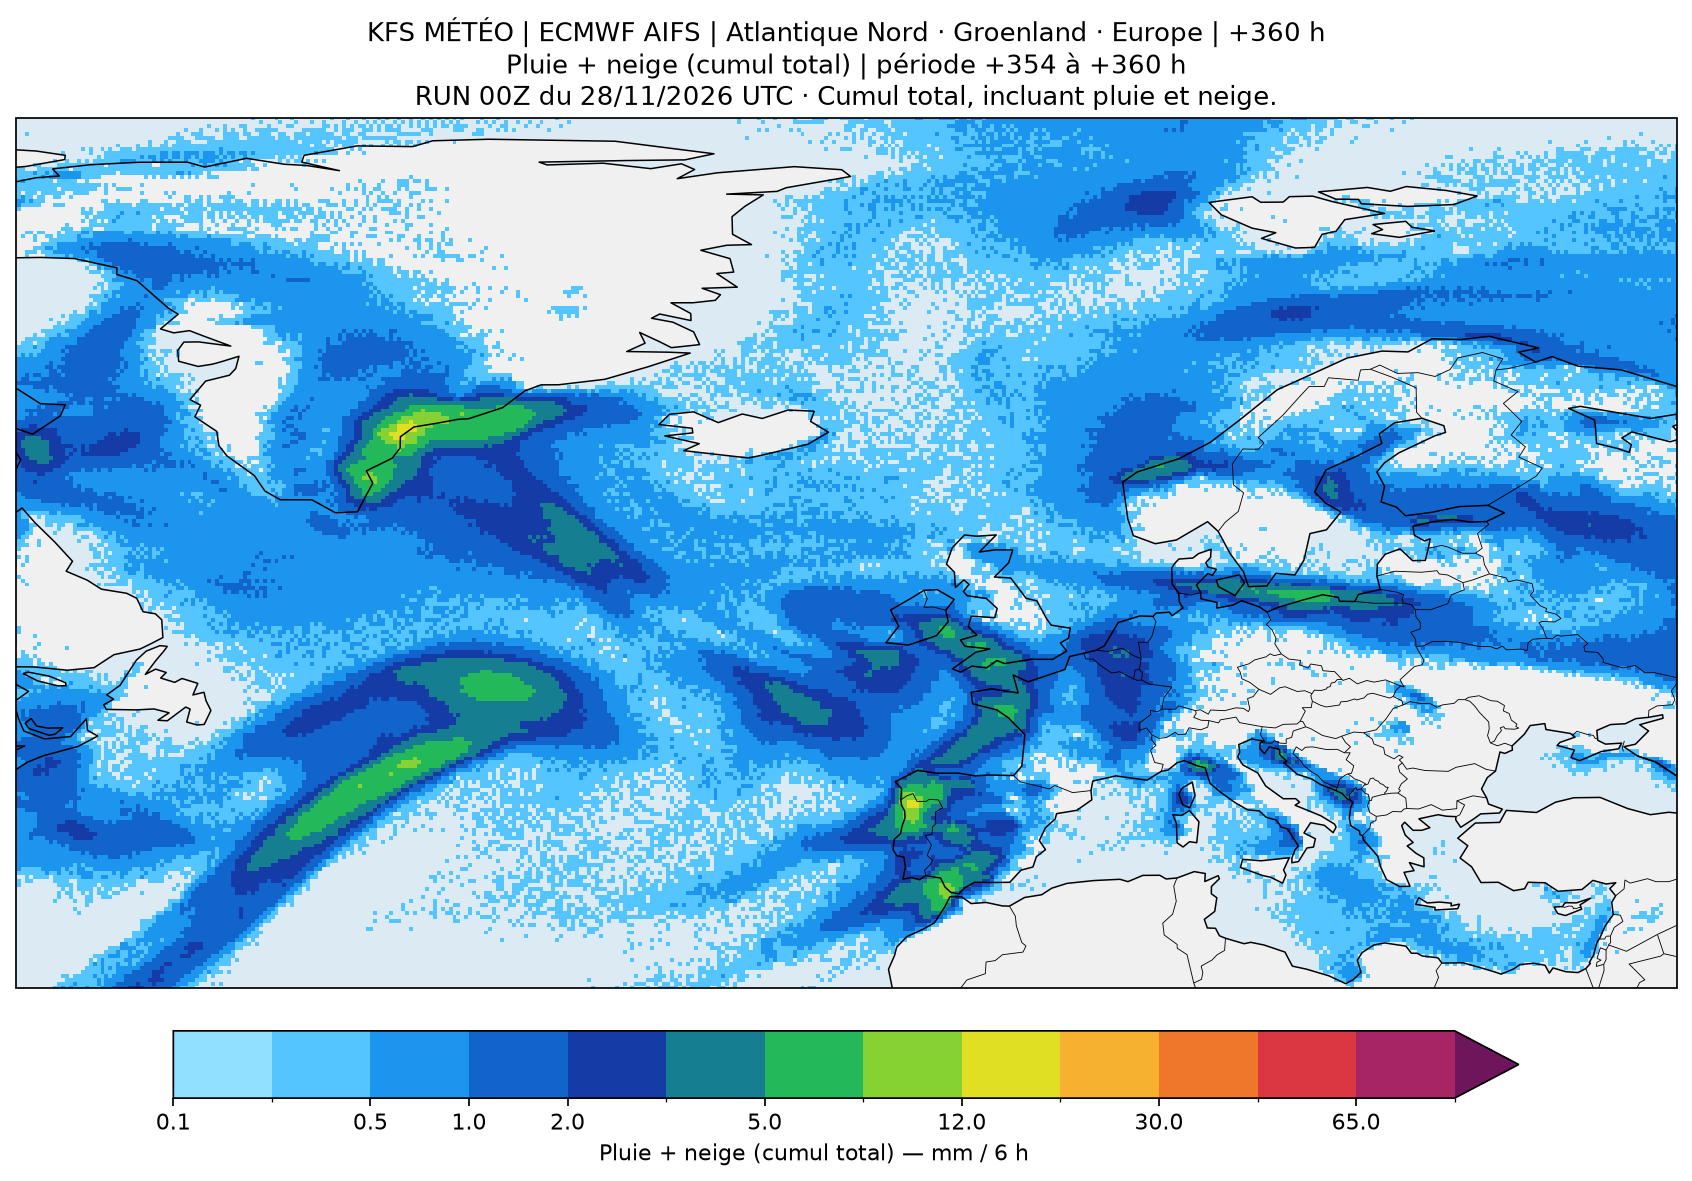 KFS MÉTÉO | ECMWF AIFS | Atlantique Nord · Groenland · Europe | +360 h
Pluie + neige (cumul total) | période +354 à +360 h
RUN 00Z du 28/11/2026 UTC · Cumul total, incluant pluie et neige.
0.1 0.5 1.0 2.0 5.0 12.0 30.0 65.0
Pluie + neige (cumul total) — mm / 6 h